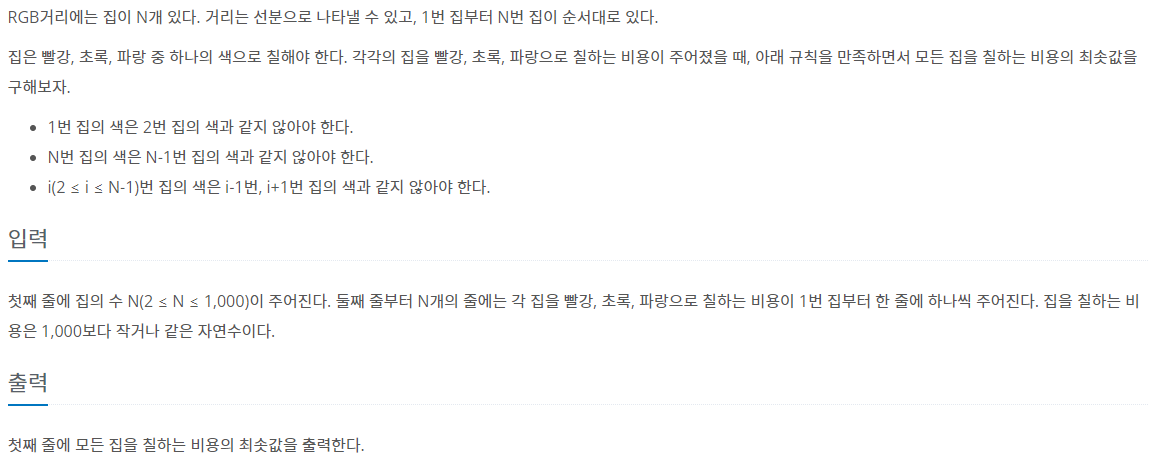 RGB거리에는 집이 N개 있다. 거리는 선분으로 나타낼 수 있고, 1번 집부터 N번 집이 순서대로 있다.
집은 빨강, 초록, 파랑 중 하나의 색으로 칠해야 한다. 각각의 집을 빨강, 초록, 파랑으로 칠하는 비용이 주어졌을 때, 아래 규칙을 만족하면서 모든 집을 칠하는 비용의 최솟값을
구해보자.
• 1번 집의 색은 2번 집의 색과 같지 않아야 한다.
• N번 집의 색은 N-1번 집의 색과 같지 않아야 한다.
• i(2 ≤ i ≤ N-1)번 집의 색은 i-1번, i+1번 집의 색과 같지 않아야 한다.
입력
첫째 줄에 집의 수 N(2 ≤ N ≤ 1,000)이 주어진다. 둘째 줄부터 N개의 줄에는 각 집을 빨강, 초록, 파랑으로 칠하는 비용이 1번 집부터 한 줄에 하나씩 주어진다. 집을 칠하는 비
용은 1,000보다 작거나 같은 자연수이다.
출력
첫째 줄에 모든 집을 칠하는 비용의 최솟값을 출력한다.